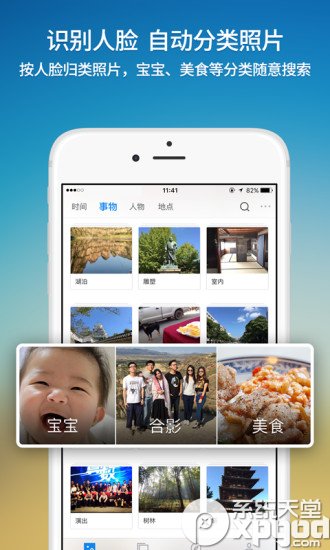 识别人脸 自动分类照片
按人脸归类照片，宝宝、美食等分类随意搜索
11:41
82%
时间 事物 人物 地点
湖泊 雕塑 室内
宝宝 合影 美食
演出 树林
系统天堂
xpgod.com